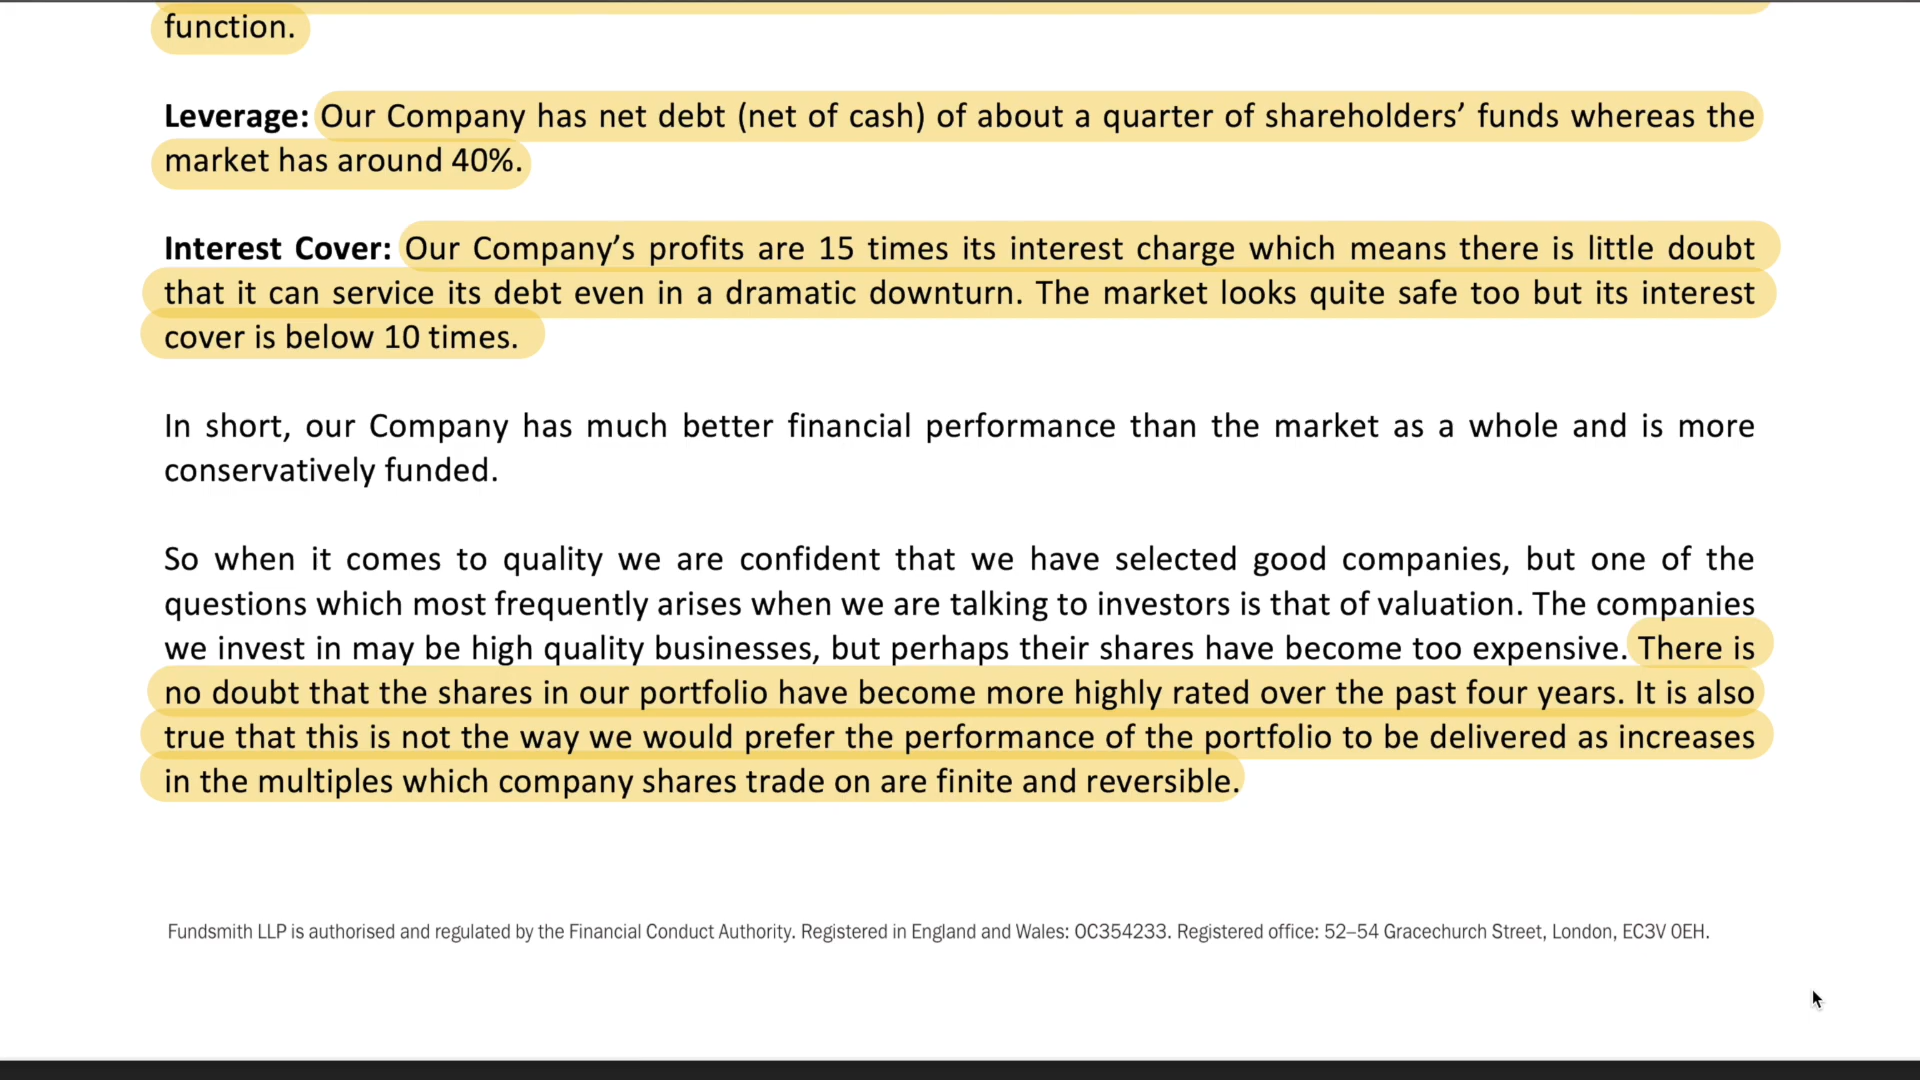 function.
Leverage: Our Company has net debt (net of cash) of about a quarter of shareholders’ funds whereas the
market has around 40%.
Interest Cover: Our Company’s profits are 15 times its interest charge which means there is little doubt
that it can service its debt even in a dramatic downturn. The market looks quite safe too but its interest
cover is below 10 times.
In short, our Company has much better financial performance than the market as a whole and is more
conservatively funded.
So when it comes to quality we are confident that we have selected good companies, but one of the
questions which most frequently arises when we are talking to investors is that of valuation. The companies
we invest in may be high quality businesses, but perhaps their shares have become too expensive. There is
no doubt that the shares in our portfolio have become more highly rated over the past four years. It is also
true that this is not the way we would prefer the performance of the portfolio to be delivered as increases
in the multiples which company shares trade on are finite and reversible.
Fundsmith LLP is authorised and regulated by the Financial Conduct Authority. Registered in England and Wales: OC354233. Registered office: 52–54 Gracechurch Street, London, EC3V 0EH.